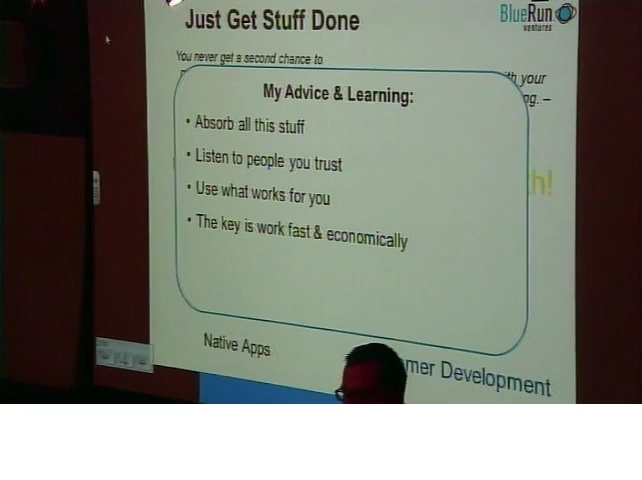 Just Get Stuff Done
BlueRun
ventures
You never get a second chance to
your
My Advice & Learning:
• Absorb all this stuff
• Listen to people you trust
• Use what works for you
• The key is work fast & economically
Native Apps
Development